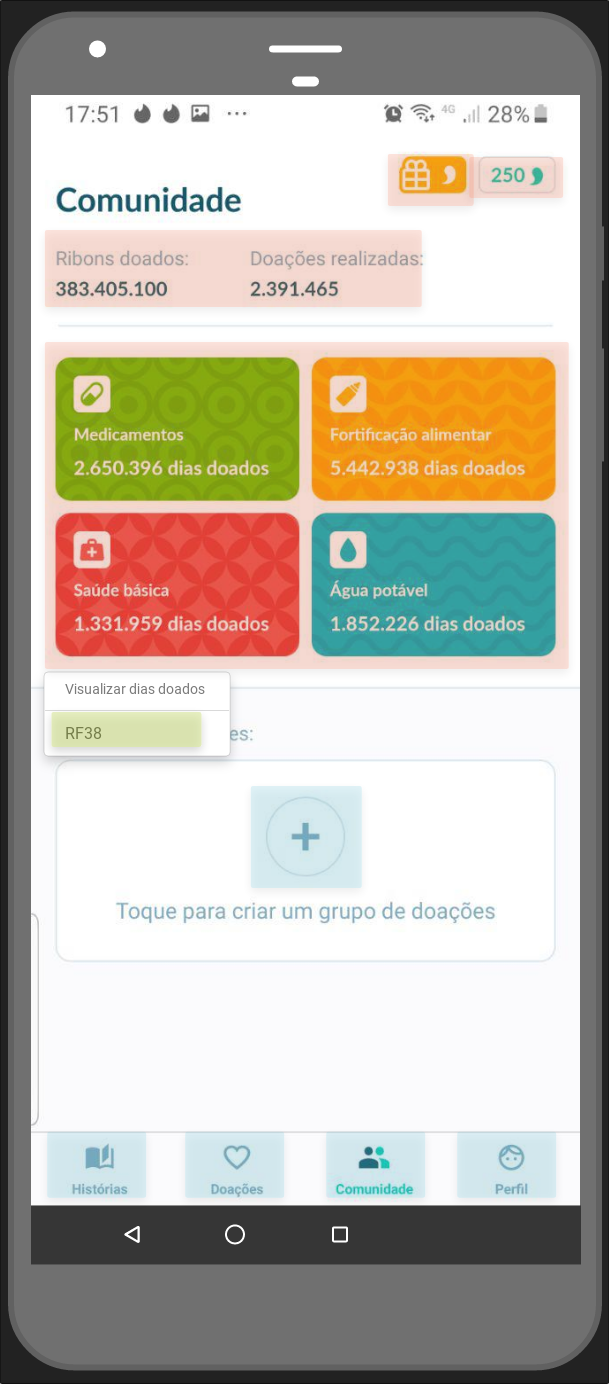 17:51 ... 4G 28%
250
Comunidade
Ribons doados: Doações realizadas:
383.405.100 2.391.465
Medicamentos Fortificação alimentar
2.650.396 dias doados 5.442.938 dias doados
Saúde básica Água potável
1.331.959 dias doados 1.852.226 dias doados
Visualizar dias doados
RF38 es:
Toque para criar um grupo de doações
Histórias Doações Comunidade Perfil